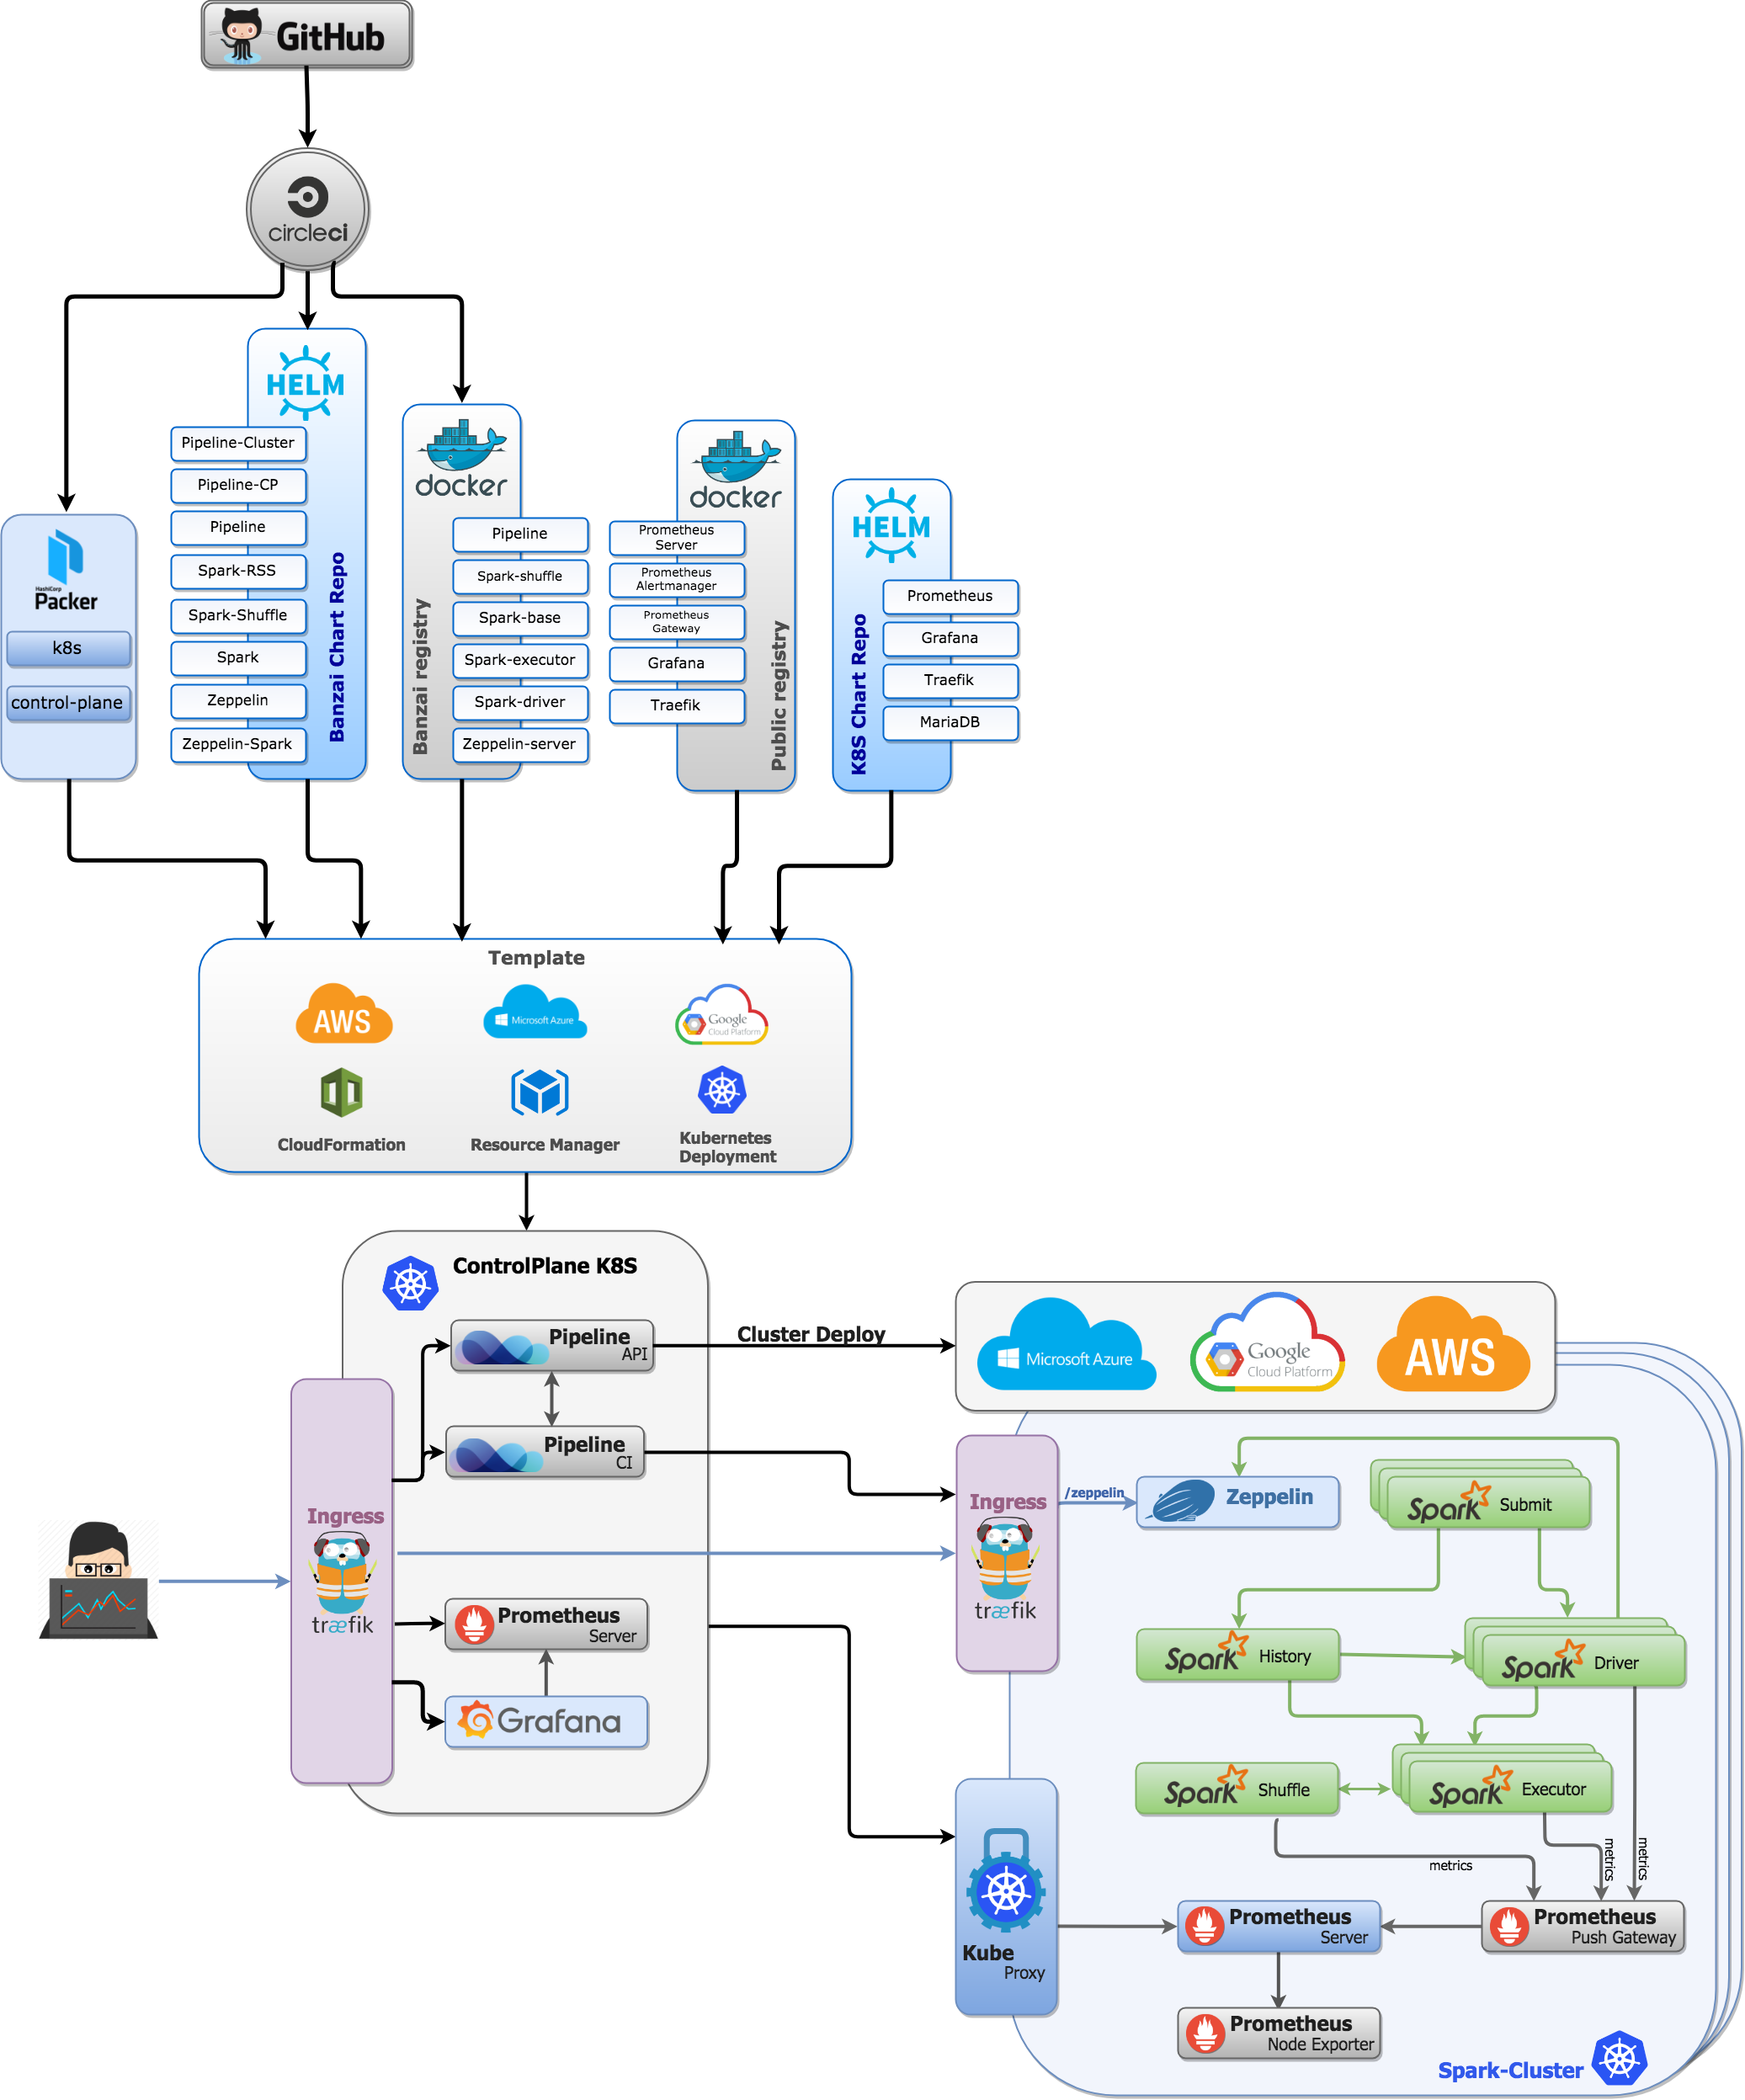 GitHub
circleci
HELM
Pipeline-Cluster
Pipeline-CP
Pipeline
Spark-RSS
Spark-Shuffle
Spark
Zeppelin
Zeppelin-Spark
Banzai Chart Repo
docker
Pipeline
Spark-shuffle
Spark-base
Spark-executor
Spark-driver
Zeppelin-server
Banzai registry
docker
Prometheus
Server
Prometheus
Alertmanager
Prometheus
Gateway
Grafana
Traefik
Public registry
HELM
Prometheus
Grafana
Traefik
MariaDB
K8S Chart Repo
HashiCorp
Packer
k8s
control-plane
Template
AWS
Microsoft Azure
Google
Cloud Platform
CloudFormation
Resource Manager
Kubernetes
Deployment
ControlPlane K8S
Pipeline
API
Cluster Deploy
Pipeline
CI
Ingress
træfik
Prometheus
Server
Grafana
Microsoft Azure
Google
Cloud Platform
AWS
Ingress
træfik
/zeppelin
Zeppelin
Spark Submit
Spark History
Spark Driver
Spark Shuffle
Spark Executor
metrics
metrics
metrics
Kube
Proxy
Prometheus
Server
Prometheus
Push Gateway
Prometheus
Node Exporter
Spark-Cluster